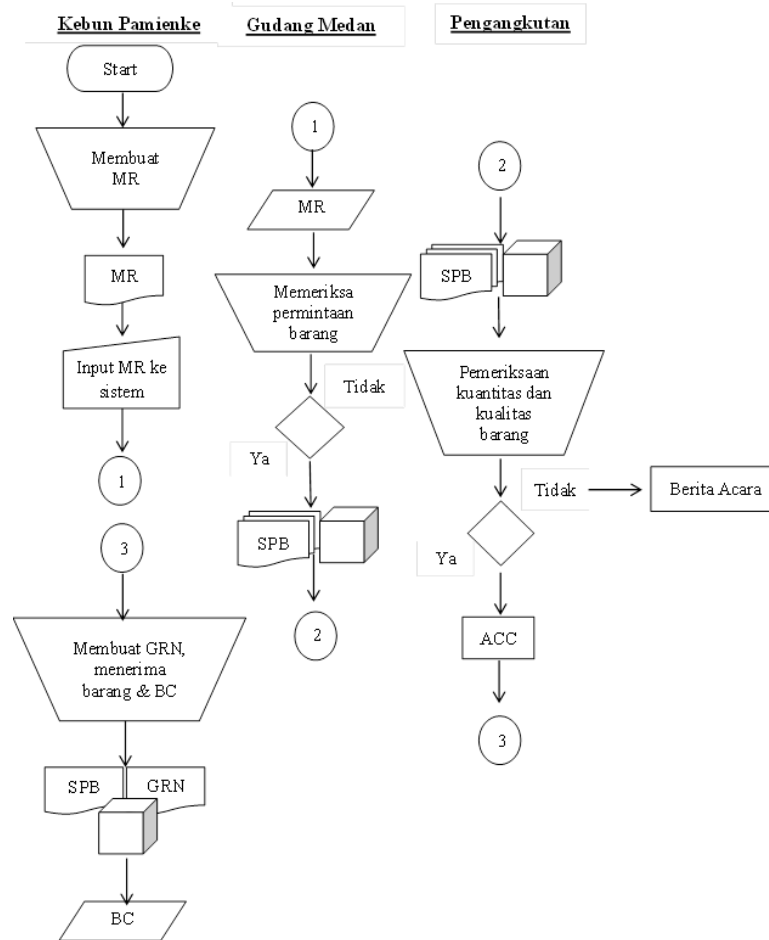 Kebun Pamienke
Start
Membuat
MR
MR
Input MR ke
sistem
1
3
Membuat GRN,
menerima
barang & BC
SPB
GRN
BC
Gudang Medan
1
MR
Memeriksa
permintaan
barang
Tidak
Ya
SPB
2
Pengangkutan
2
SPB
Pemeriksaan
kuantitas dan
kualitas
barang
Tidak
Berita Acara
Ya
ACC
3